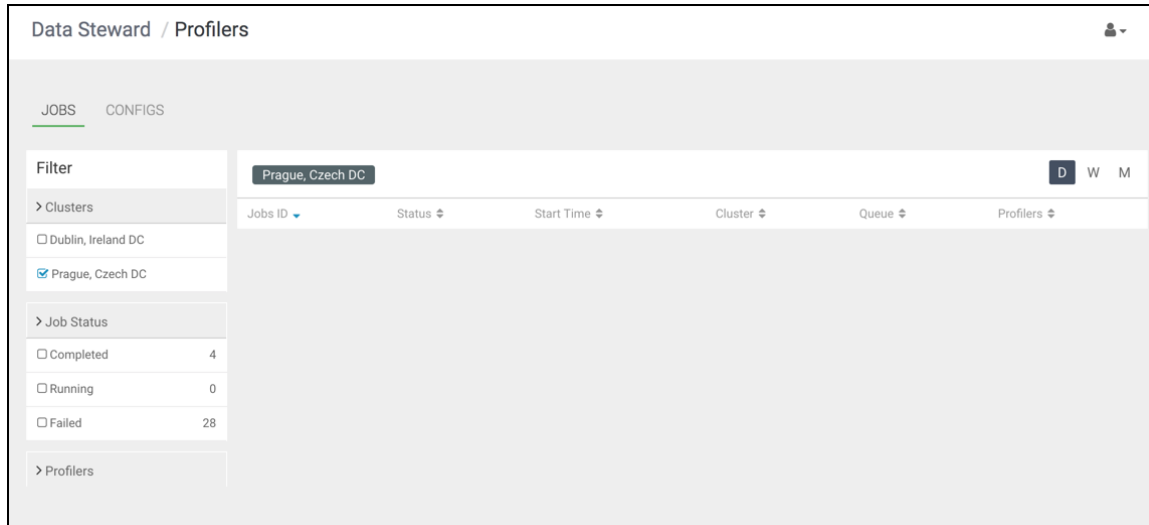 Data Steward / Profilers
JOBS CONFIGS
Filter
Clusters
Dublin, Ireland DC
Prague, Czech DC
Job Status
Completed 4
Running 0
Failed 28
Profilers
Prague, Czech DC D W M
Jobs ID Status Start Time Cluster Queue Profilers